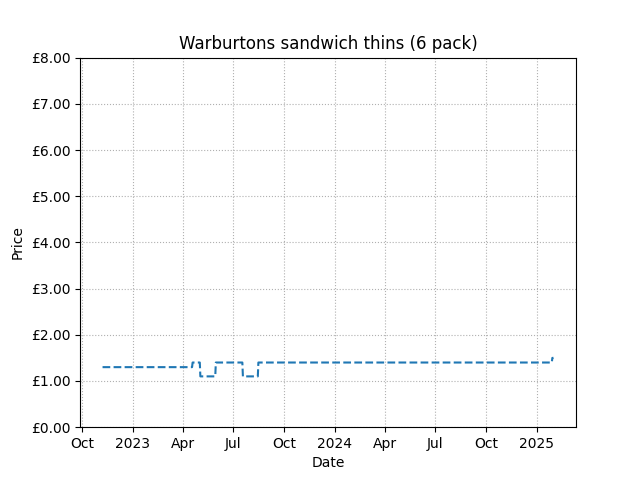 Warburtons sandwich thins (6 pack)
£8.00
£7.00
£6.00
£5.00
£4.00
£3.00
£2.00
£1.00
£0.00
Price
Oct 2023 Apr Jul Oct 2024 Apr Jul Oct 2025
Date